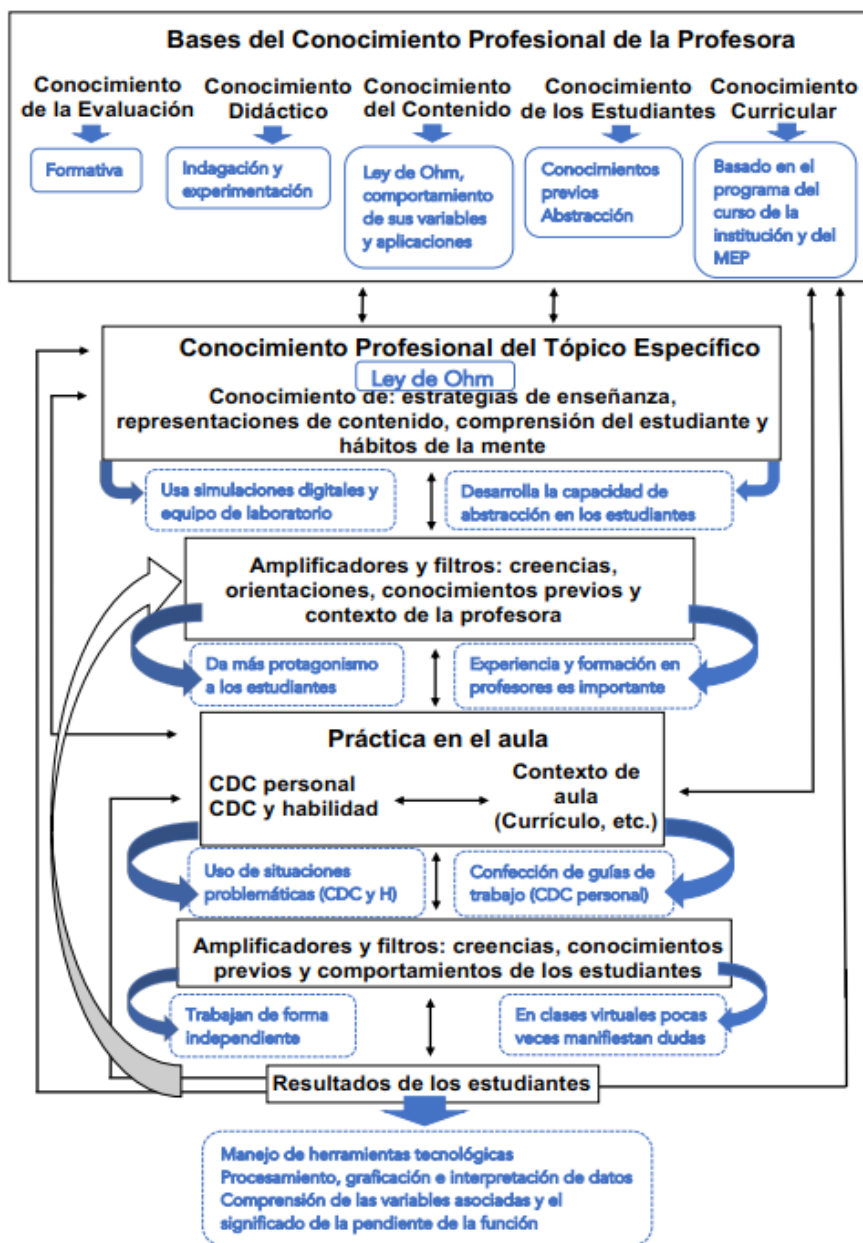 Bases del Conocimiento Profesional de la Profesora
Conocimiento
de la Evaluación
Conocimiento
Didáctico
Conocimiento
del Contenido
Conocimiento
de los Estudiantes
Conocimiento
Curricular
Formativa
Indagación y
experimentación
Ley de Ohm,
comportamiento
de sus variables
y aplicaciones
Conocimientos
previos
Abstracción
Basado en el
programa del
curso de la
institución y del
MEP
Conocimiento Profesional del Tópico Específico
Ley de Ohm
Conocimiento de: estrategias de enseñanza,
representaciones de contenido, comprensión del estudiante y
hábitos de la mente
Usa simulaciones digitales y
equipo de laboratorio
Desarrolla la capacidad de
abstracción en los estudiantes
Amplificadores y filtros: creencias,
orientaciones, conocimientos previos y
contexto de la profesora
Da más protagonismo
a los estudiantes
Experiencia y formación en
profesores es importante
Práctica en el aula
CDC personal
CDC y habilidad
Contexto de
aula
(Currículo, etc.)
Uso de situaciones
problemáticas (CDC y H)
Confección de guías de
trabajo (CDC personal)
Amplificadores y filtros: creencias, conocimientos
previos y comportamientos de los estudiantes
Trabajan de forma
independiente
En clases virtuales pocas
veces manifiestan dudas
Resultados de los estudiantes
Manejo de herramientas tecnológicas
Procesamiento, graficación e interpretación de datos
Comprensión de las variables asociadas y el
significado de la pendiente de la función